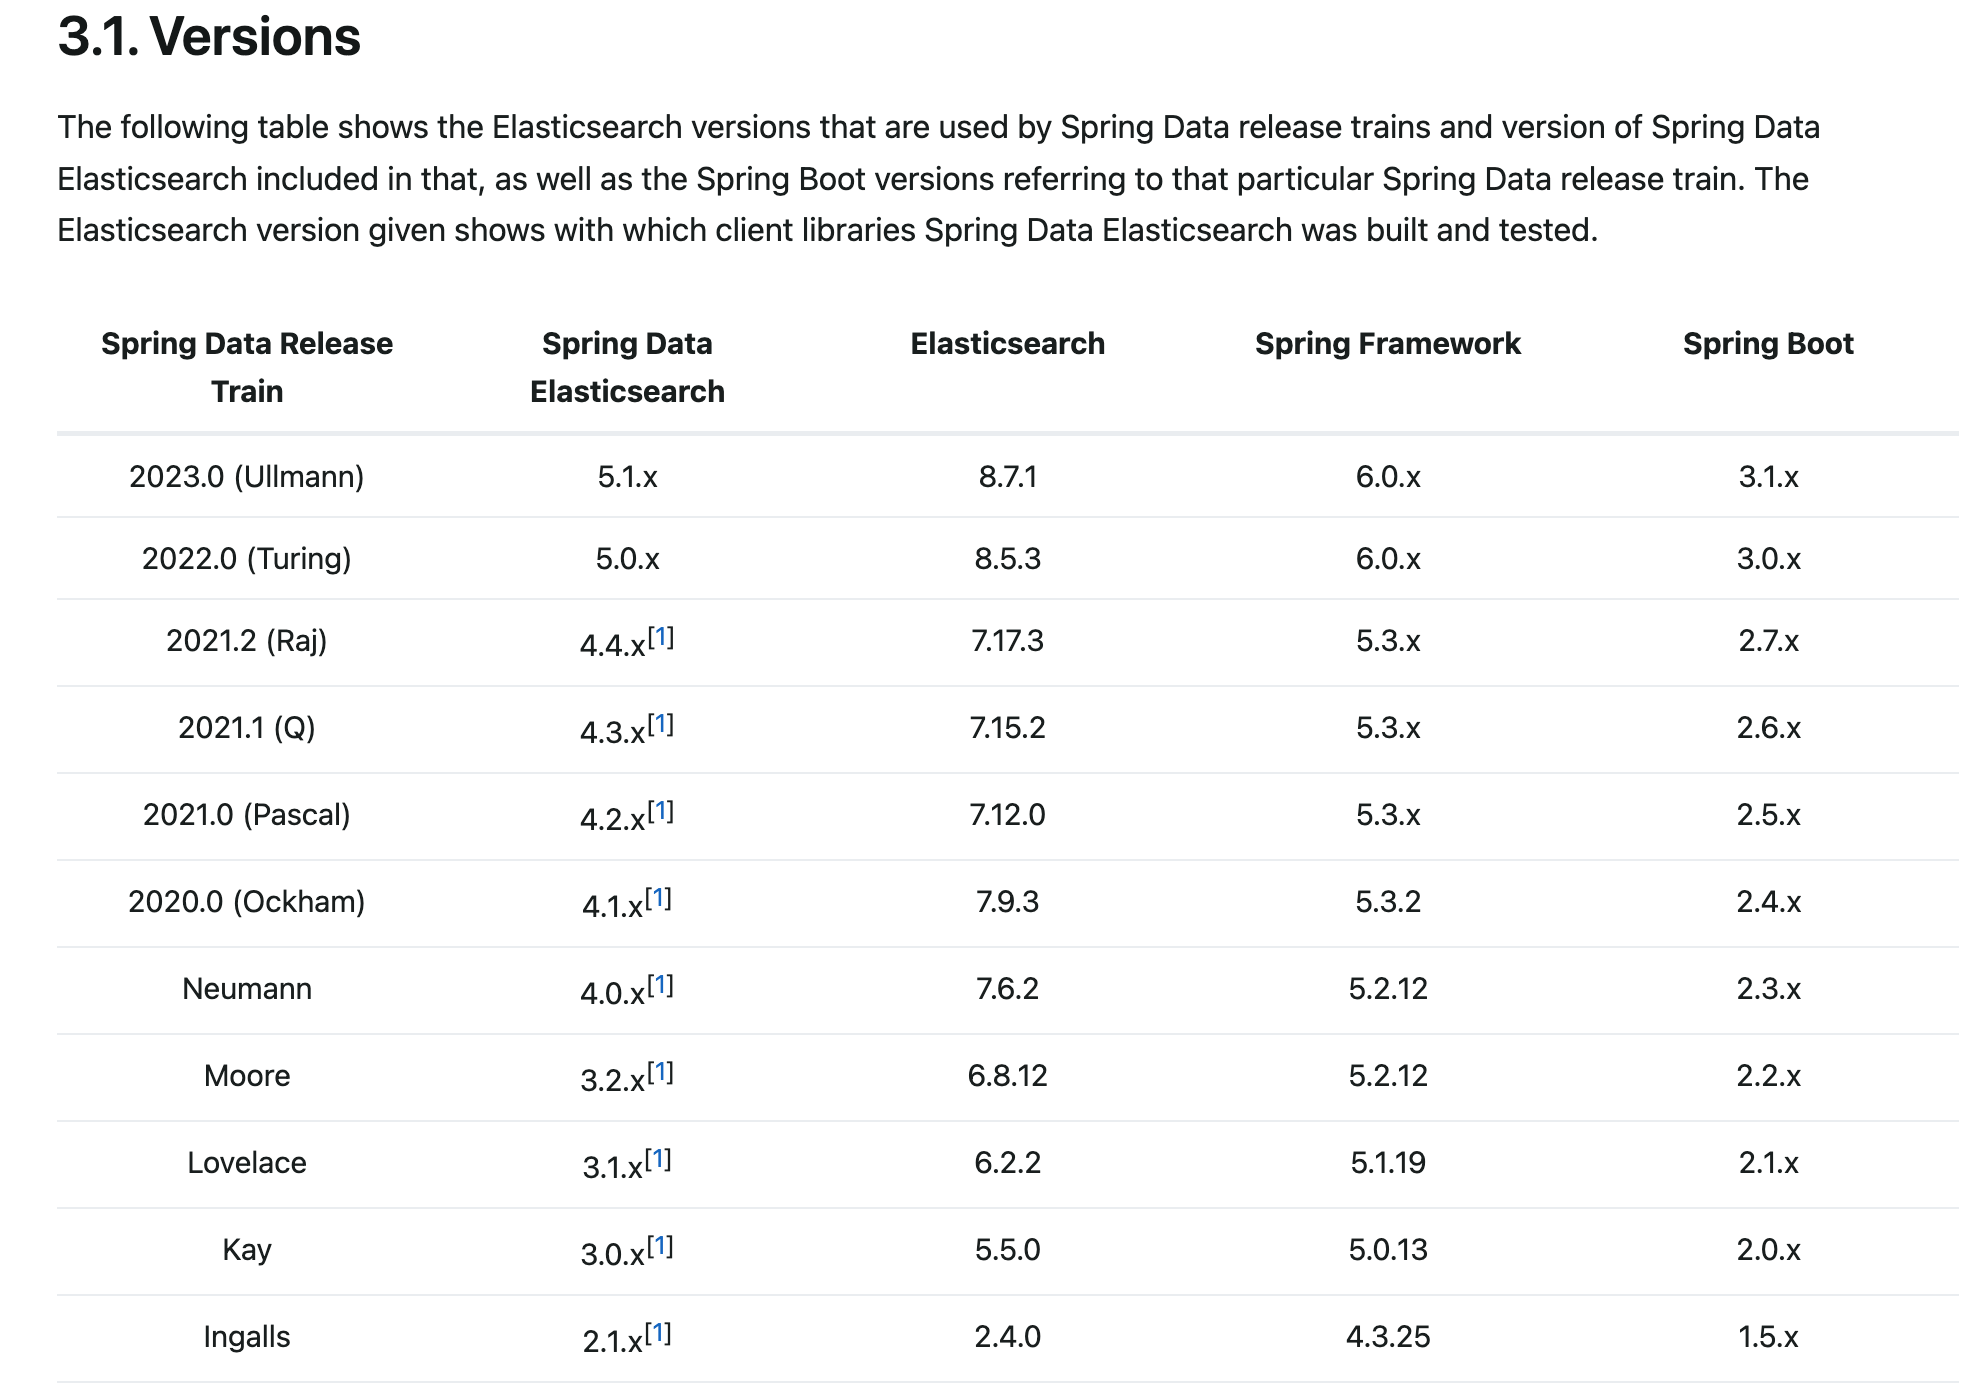 3.1. Versions
The following table shows the Elasticsearch versions that are used by Spring Data release trains and version of Spring Data
Elasticsearch included in that, as well as the Spring Boot versions referring to that particular Spring Data release train. The
Elasticsearch version given shows with which client libraries Spring Data Elasticsearch was built and tested.
Spring Data Release Train Spring Data Elasticsearch Elasticsearch Spring Framework Spring Boot
2023.0 (Ullmann) 5.1.x 8.7.1 6.0.x 3.1.x
2022.0 (Turing) 5.0.x 8.5.3 6.0.x 3.0.x
2021.2 (Raj) 4.4.x[1] 7.17.3 5.3.x 2.7.x
2021.1 (Q) 4.3.x[1] 7.15.2 5.3.x 2.6.x
2021.0 (Pascal) 4.2.x[1] 7.12.0 5.3.x 2.5.x
2020.0 (Ockham) 4.1.x[1] 7.9.3 5.3.2 2.4.x
Neumann 4.0.x[1] 7.6.2 5.2.12 2.3.x
Moore 3.2.x[1] 6.8.12 5.2.12 2.2.x
Lovelace 3.1.x[1] 6.2.2 5.1.19 2.1.x
Kay 3.0.x[1] 5.5.0 5.0.13 2.0.x
Ingalls 2.1.x[1] 2.4.0 4.3.25 1.5.x